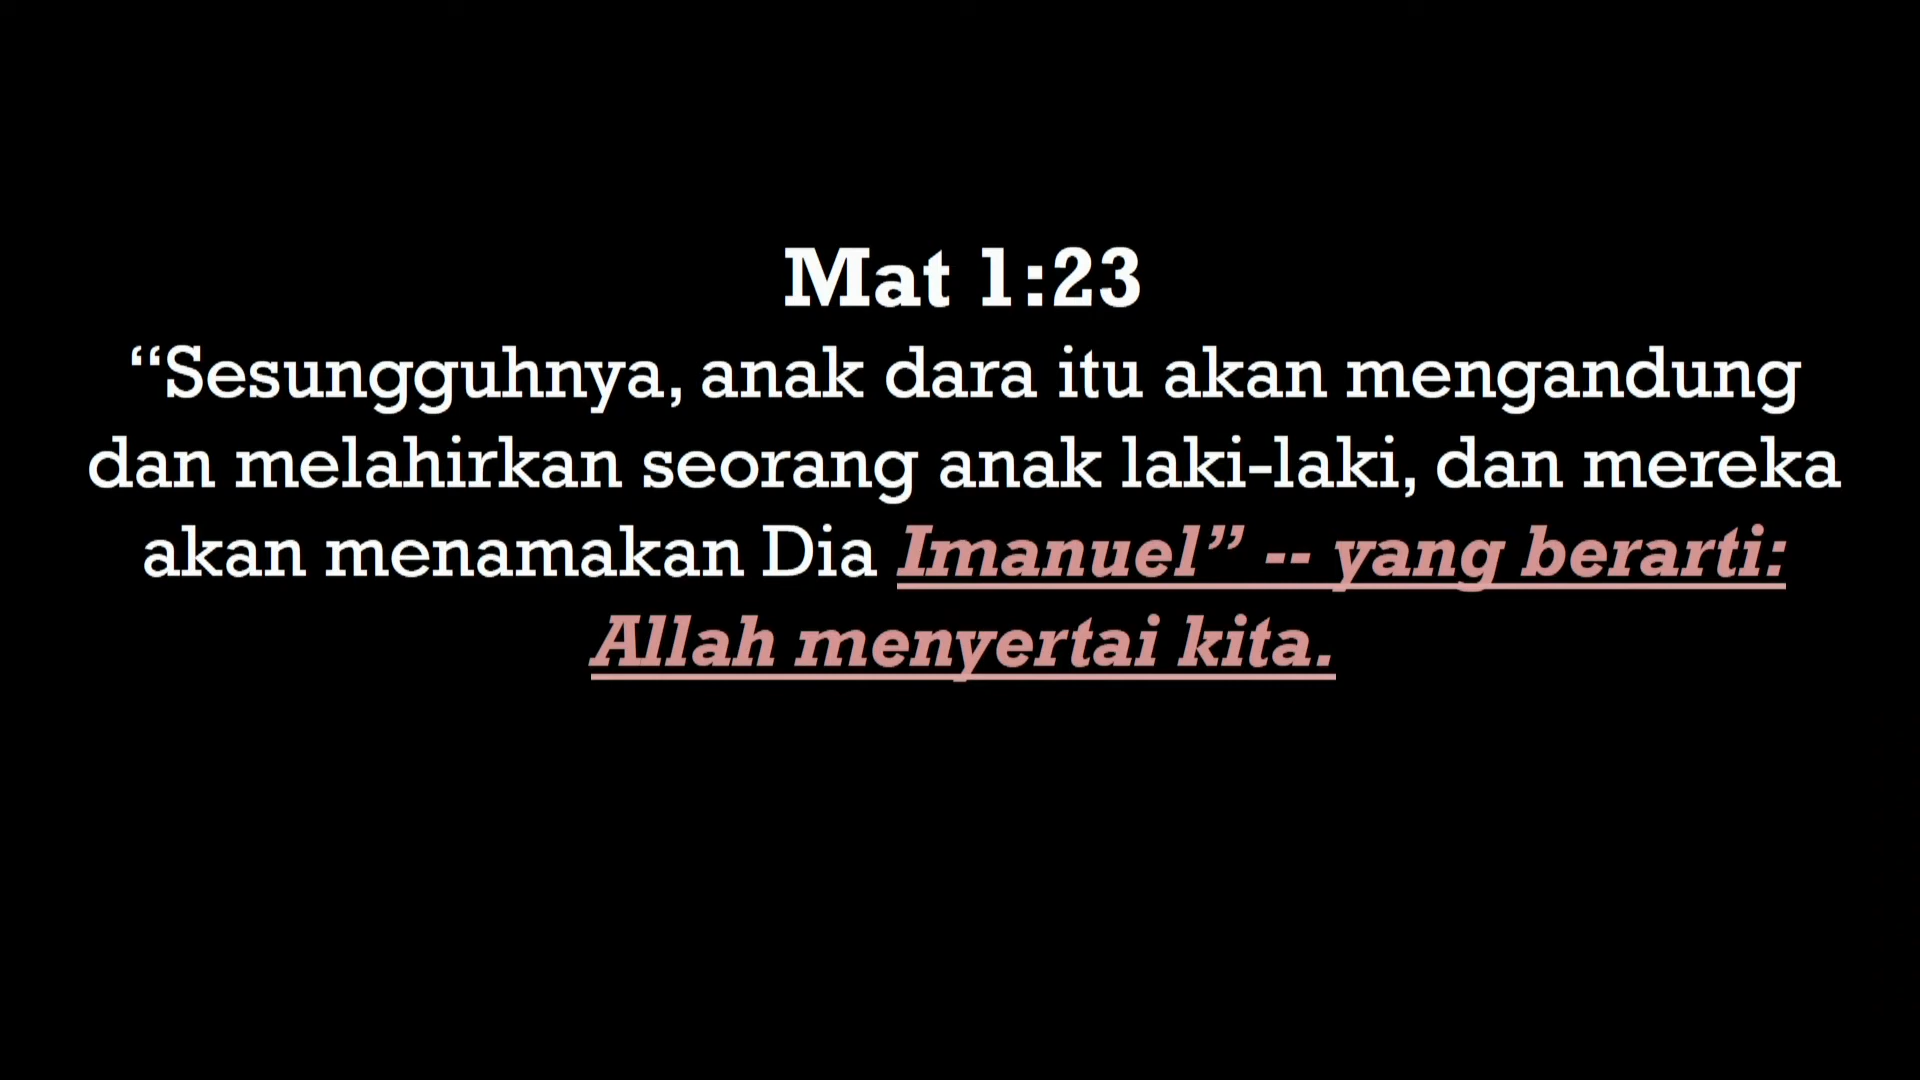 Mat 1:23
“Sesungguhnya, anak dara itu akan mengandung
dan melahirkan seorang anak laki-laki, dan mereka
akan menamakan Dia Imanuel” -- yang berarti:
Allah menyertai kita.